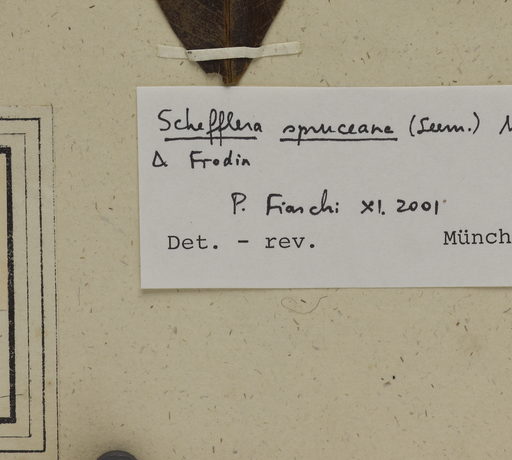 Schefflera spruceana (Seem.) M
& Frodin
P. Fiaschi XI. 2001
Det. - rev. Münch